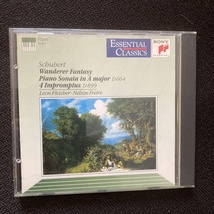 ESSENTIAL
CLASSICS
SONY
Schubert
Wanderer Fantasy
Piano Sonata in A major D664
4 Impromptus D899
Leon Fleisher · Nelson Freire